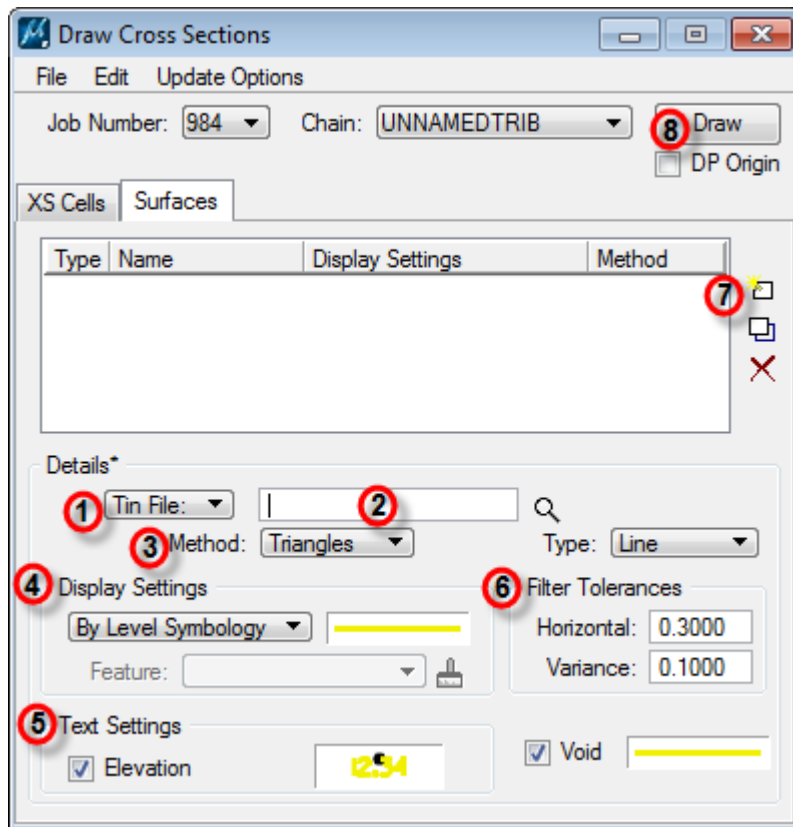 Draw Cross Sections
File Edit Update Options
Job Number: 984 Chain: UNNAMEDTRIB 8 Draw
DP Origin
XS Cells Surfaces
Type Name Display Settings Method
7
Details*
1 Tin File: 2
3 Method: Triangles Type: Line
4 Display Settings 6 Filter Tolerances
By Level Symbology Horizontal: 0.3000
Feature: Variance: 0.1000
5 Text Settings
Elevation 12.34 Void